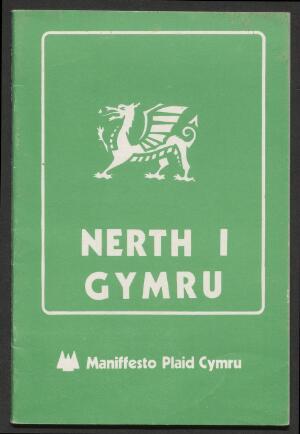 NERTH I
GYMRU
Maniffesto Plaid Cymru